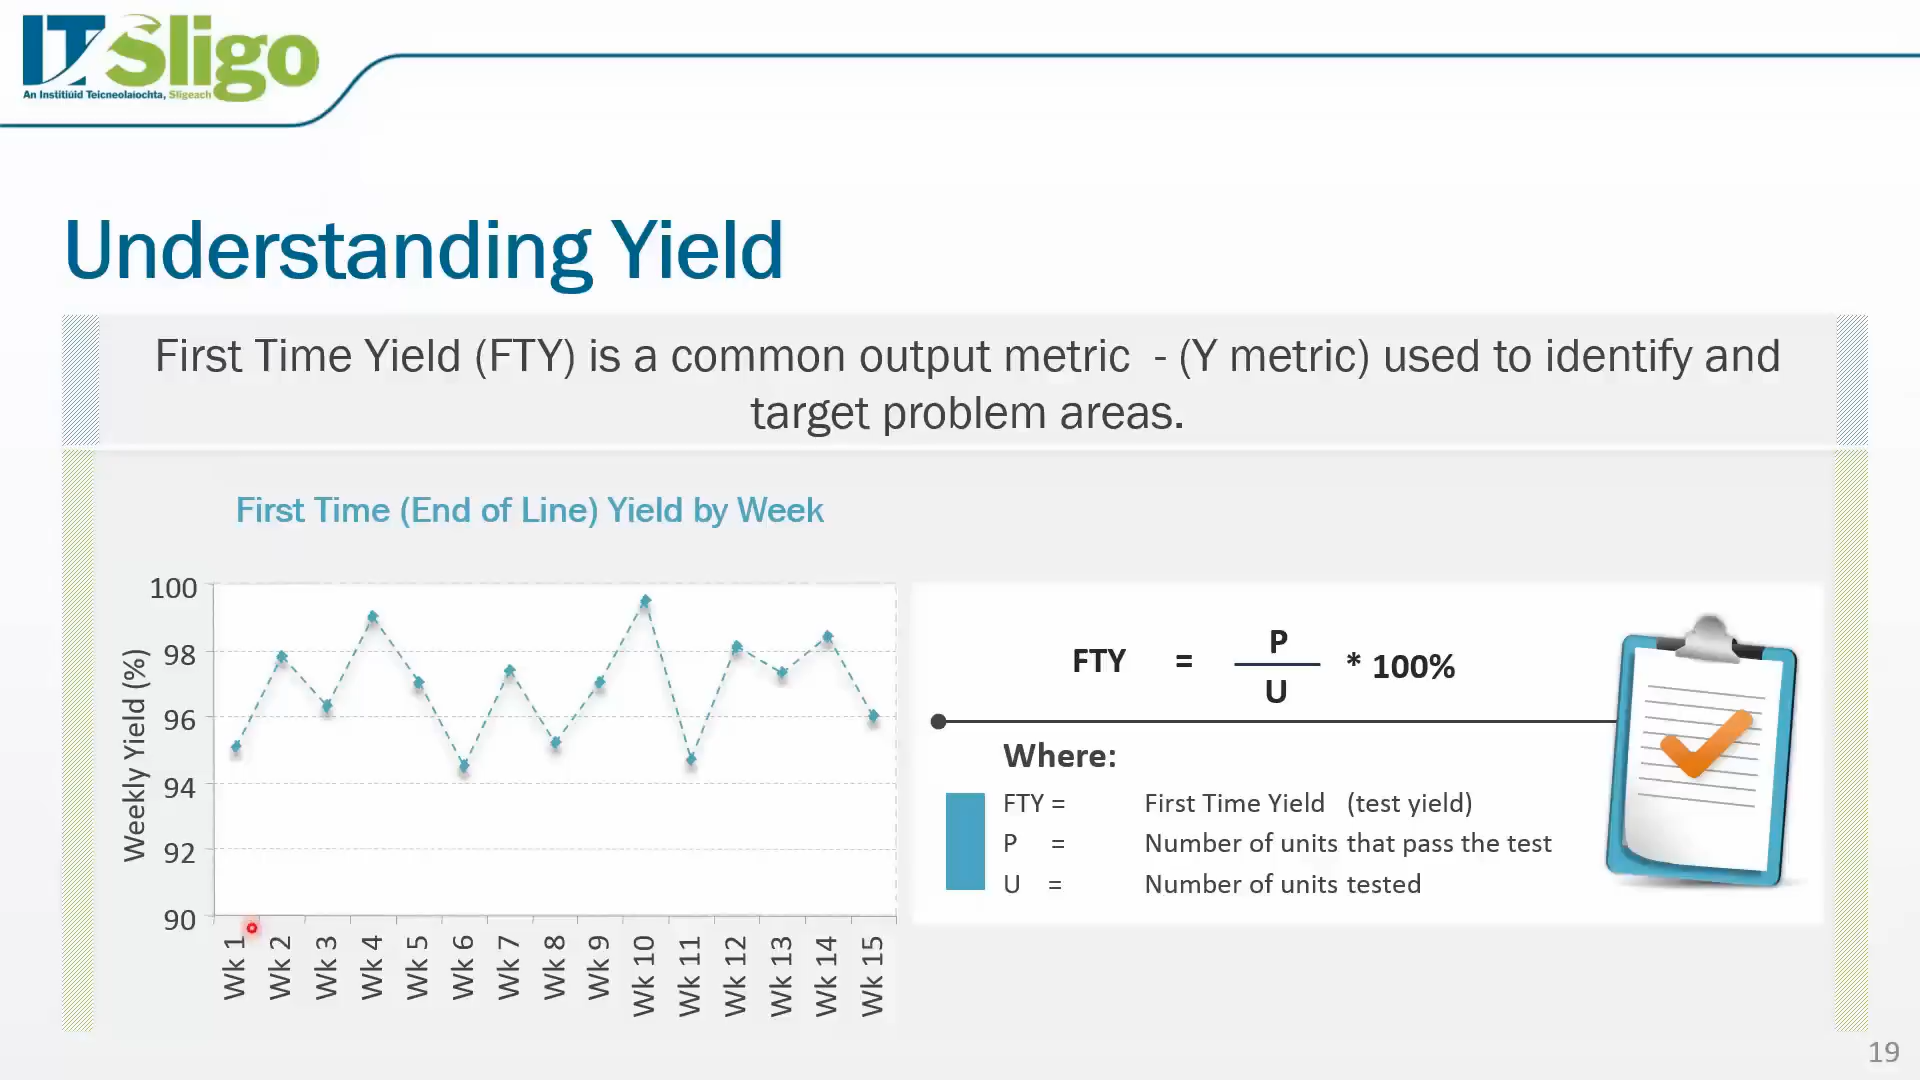 ITSligo
An Institiúid Teicneolaíochta, Sligeach
Understanding Yield
First Time Yield (FTY) is a common output metric - (Y metric) used to identify and
target problem areas.
First Time (End of Line) Yield by Week
Weekly Yield (%)
100
98
96
94
92
90
Wk 1
Wk 2
Wk 3
Wk 4
Wk 5
Wk 6
Wk 7
Wk 8
Wk 9
Wk 10
Wk 11
Wk 12
Wk 13
Wk 14
Wk 15
FTY = P / U * 100%
Where:
FTY = First Time Yield (test yield)
P = Number of units that pass the test
U = Number of units tested
19